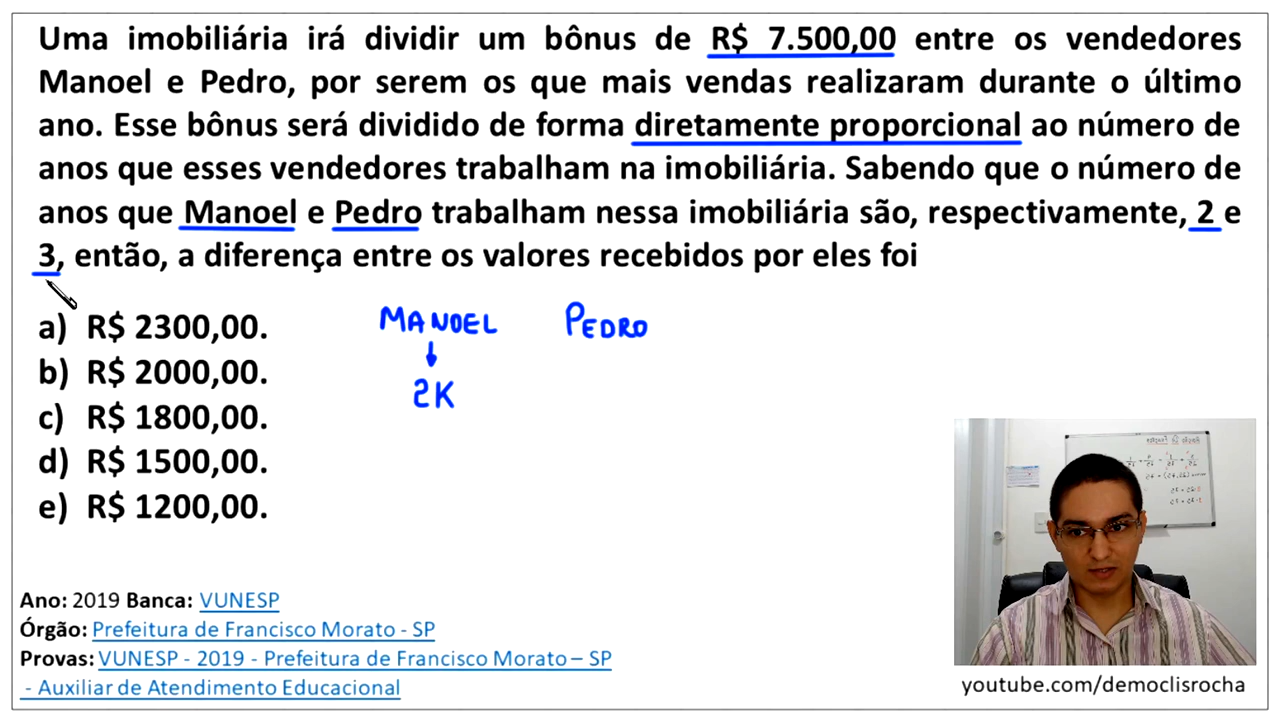 Uma imobiliária irá dividir um bônus de R$ 7.500,00 entre os vendedores
Manoel e Pedro, por serem os que mais vendas realizaram durante o último
ano. Esse bônus será dividido de forma diretamente proporcional ao número de
anos que esses vendedores trabalham na imobiliária. Sabendo que o número de
anos que Manoel e Pedro trabalham nessa imobiliária são, respectivamente, 2 e
3, então, a diferença entre os valores recebidos por eles foi
a) R$ 2300,00.
b) R$ 2000,00.
c) R$ 1800,00.
d) R$ 1500,00.
e) R$ 1200,00.
MANOEL PEDRO
2K
Ano: 2019 Banca: VUNESP
Órgão: Prefeitura de Francisco Morato - SP
Provas: VUNESP - 2019 - Prefeitura de Francisco Morato – SP
- Auxiliar de Atendimento Educacional
youtube.com/democlisrocha